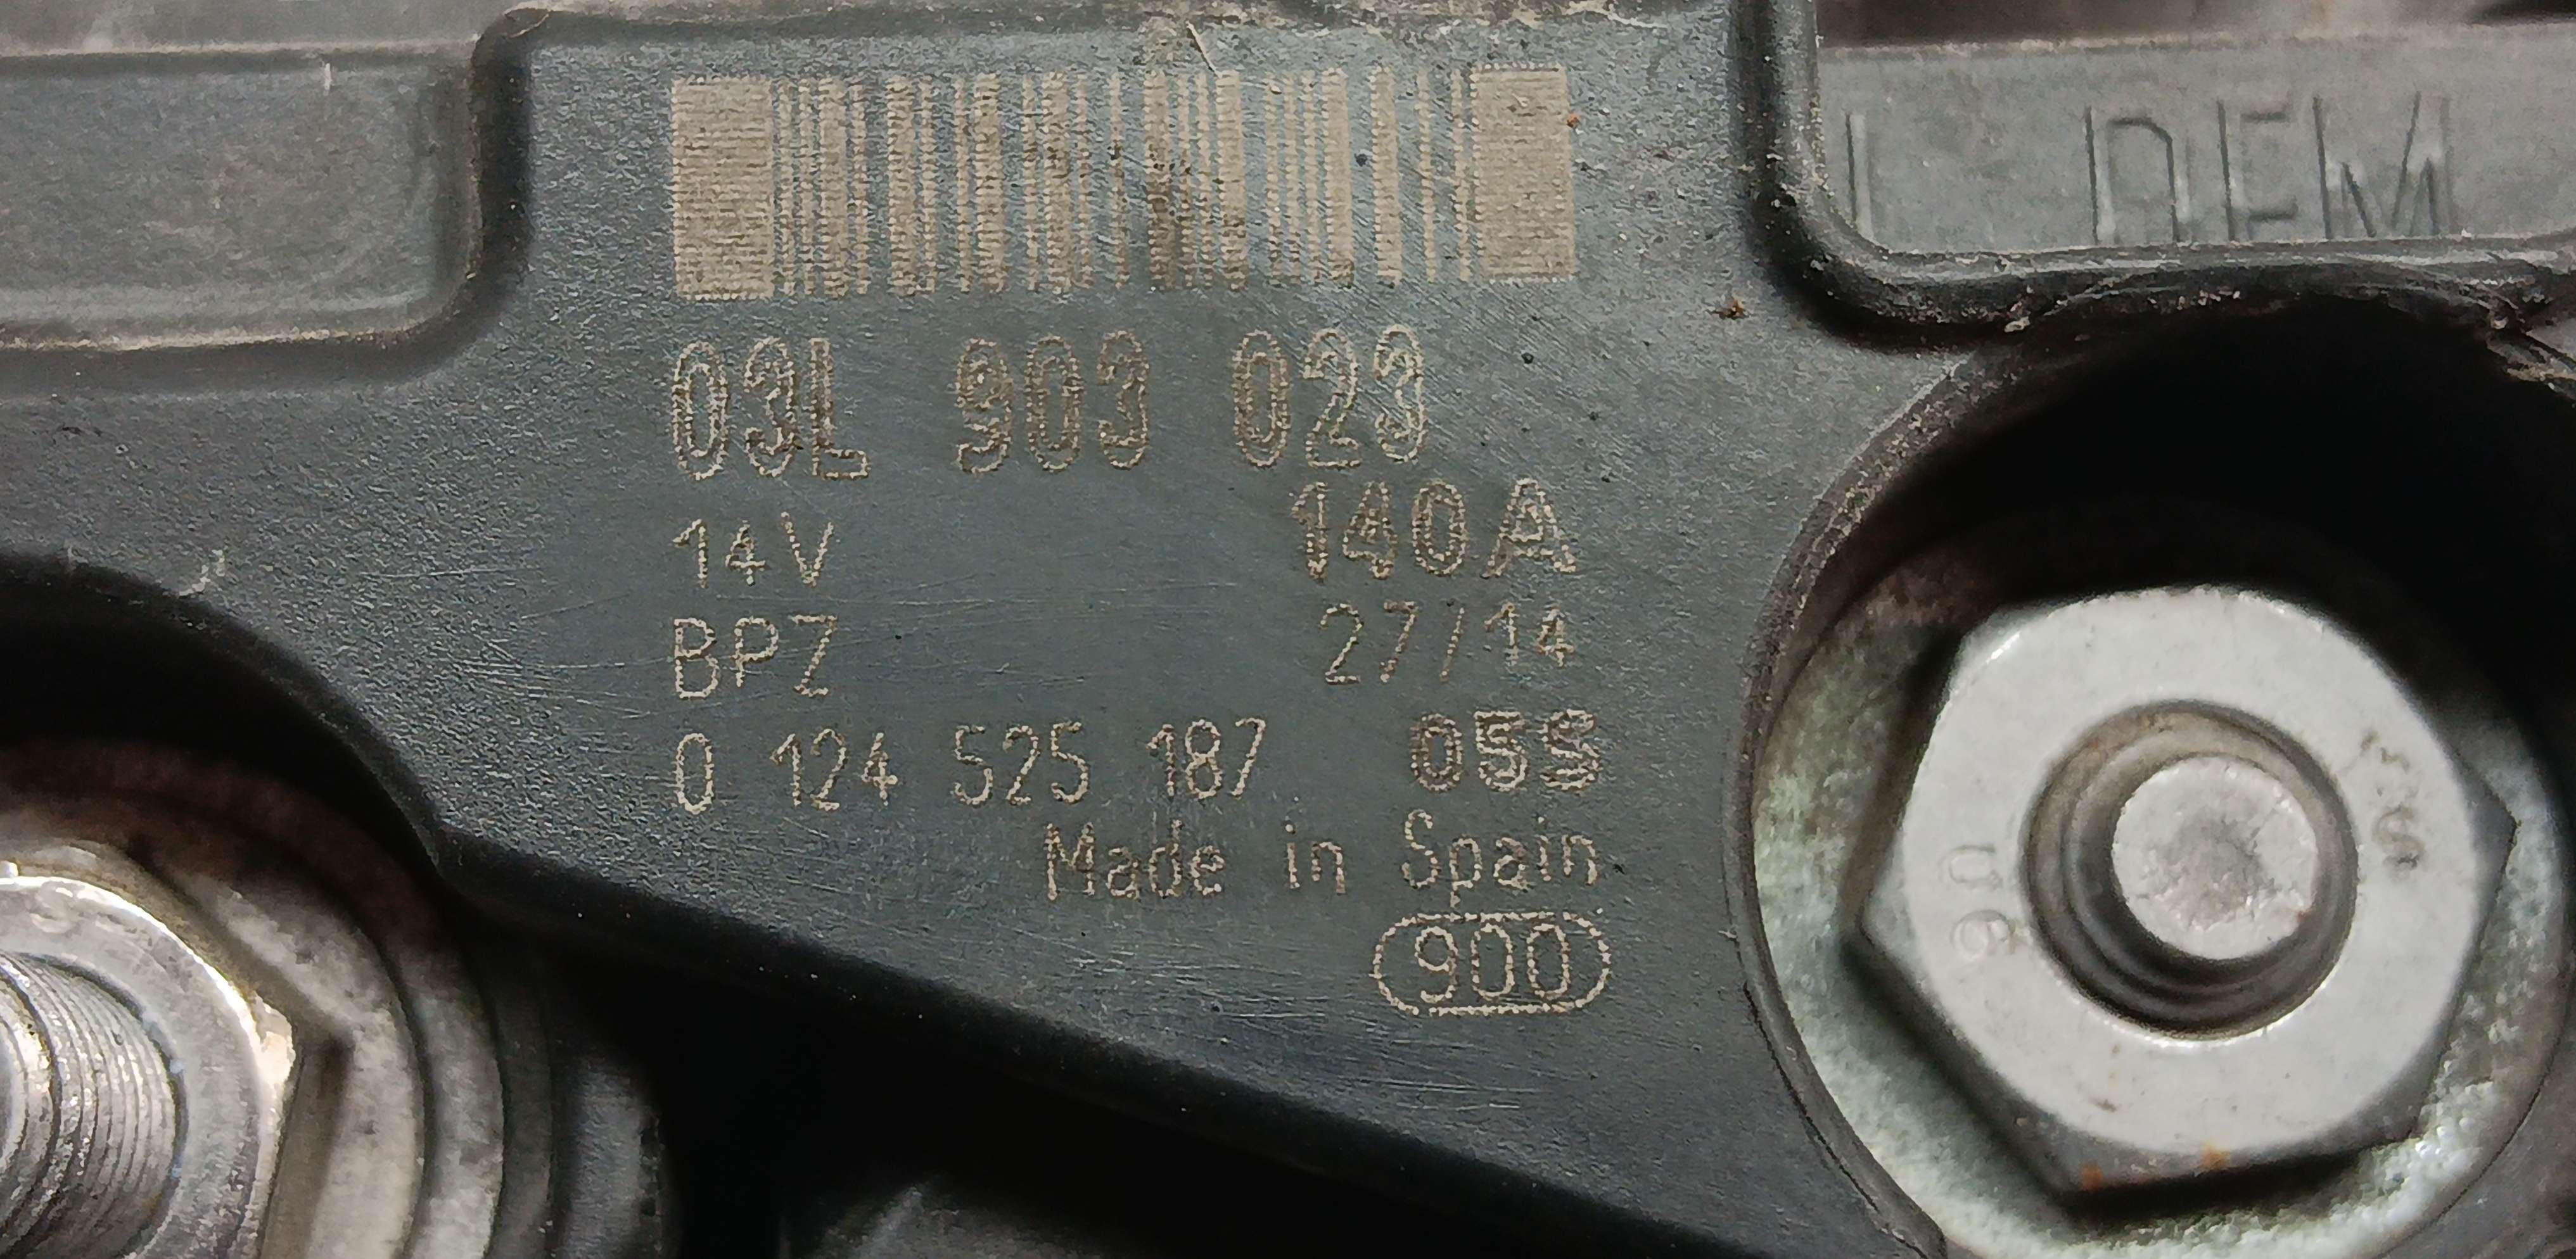 03L 903 023
140A
14V
BPZ 27/14
0 124 525 187 05S
Made in Spain
900